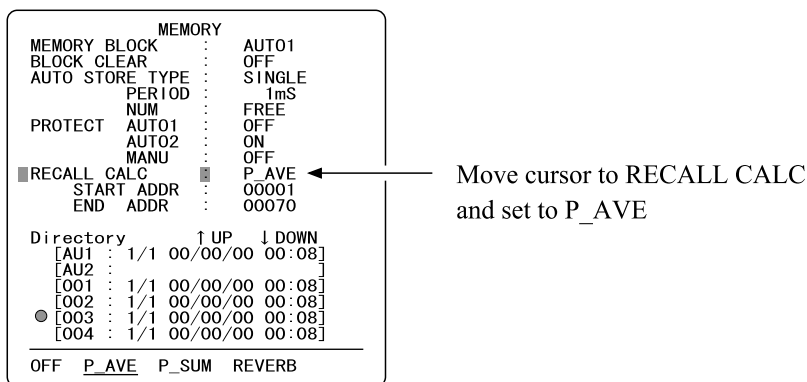 MEMORY
MEMORY BLOCK : AUTO1
BLOCK CLEAR : OFF
AUTO STORE TYPE : SINGLE
PERIOD : 1mS
NUM : FREE
PROTECT AUTO1 : OFF
AUTO2 : ON
MANU : OFF
RECALL CALC : P_AVE
START ADDR : 00001
END ADDR : 00070
Move cursor to RECALL CALC
and set to P_AVE
Directory ↑UP ↓DOWN
[AU1 : 1/1 00/00/00 00:08]
[AU2 : ]
[001 : 1/1 00/00/00 00:08]
[002 : 1/1 00/00/00 00:08]
[003 : 1/1 00/00/00 00:08]
[004 : 1/1 00/00/00 00:08]
OFF P_AVE P_SUM REVERB